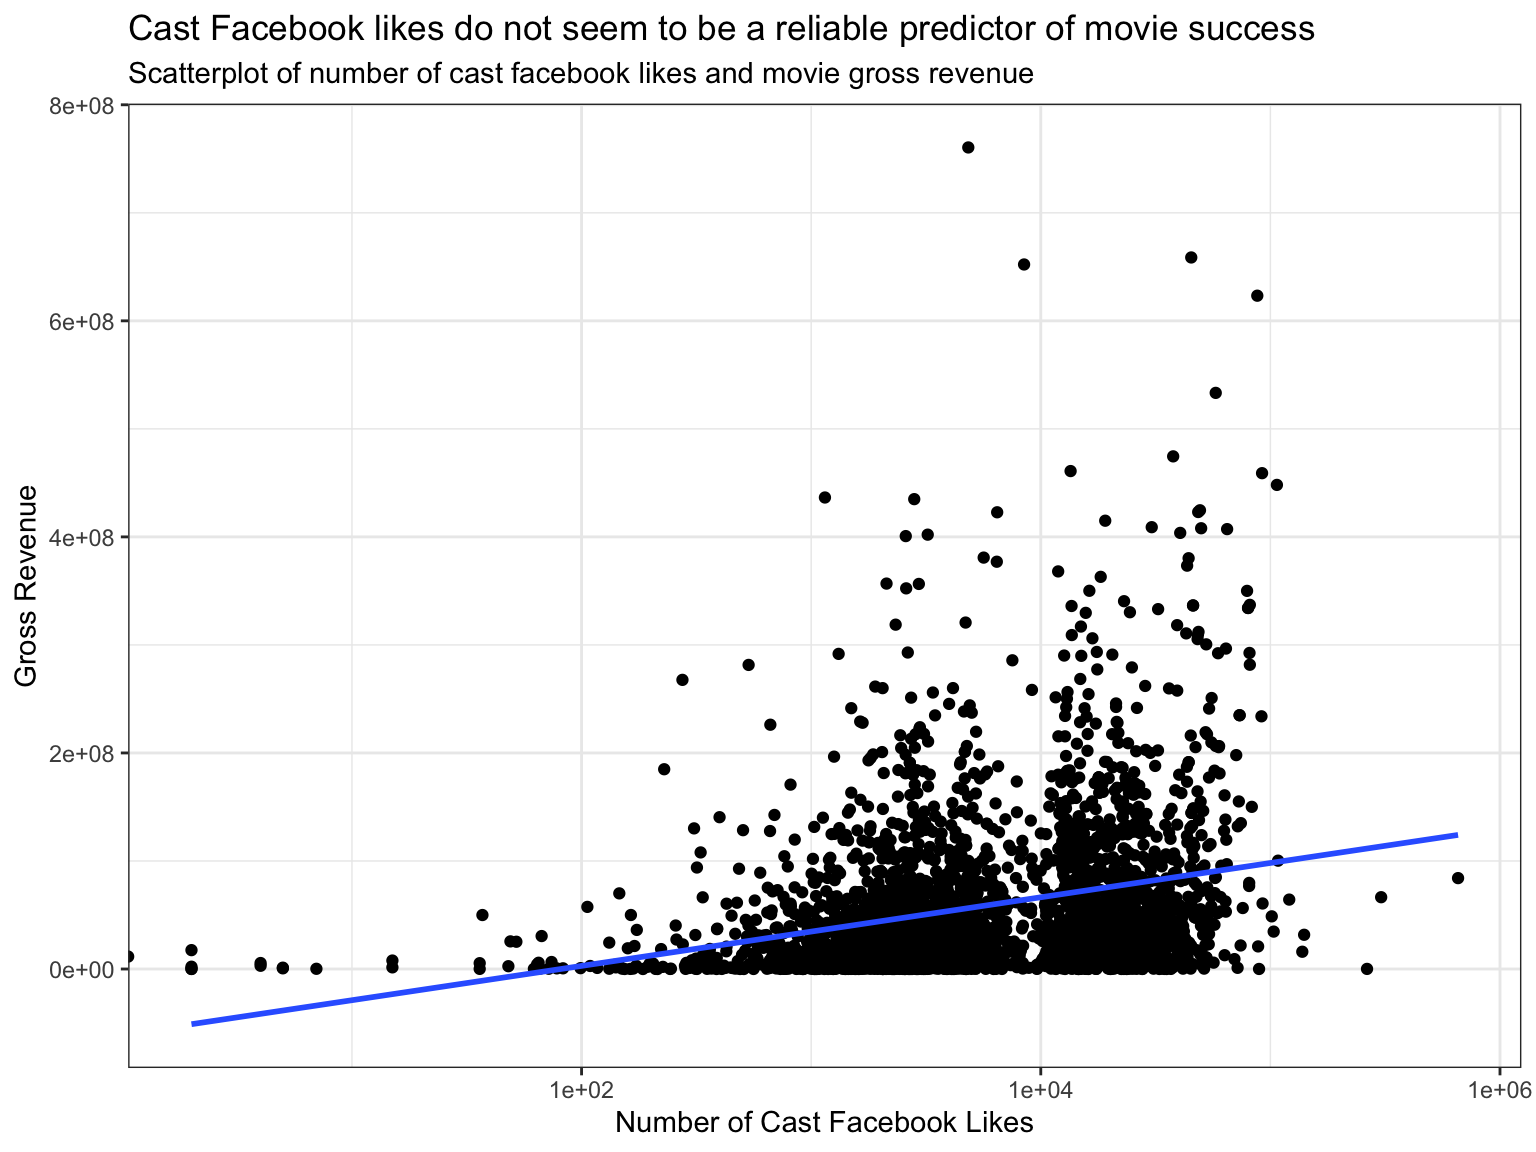 Cast Facebook likes do not seem to be a reliable predictor of movie success
Scatterplot of number of cast facebook likes and movie gross revenue
8e+08
6e+08
4e+08
2e+08
0e+00
Gross Revenue
1e+02
1e+04
1e+06
Number of Cast Facebook Likes